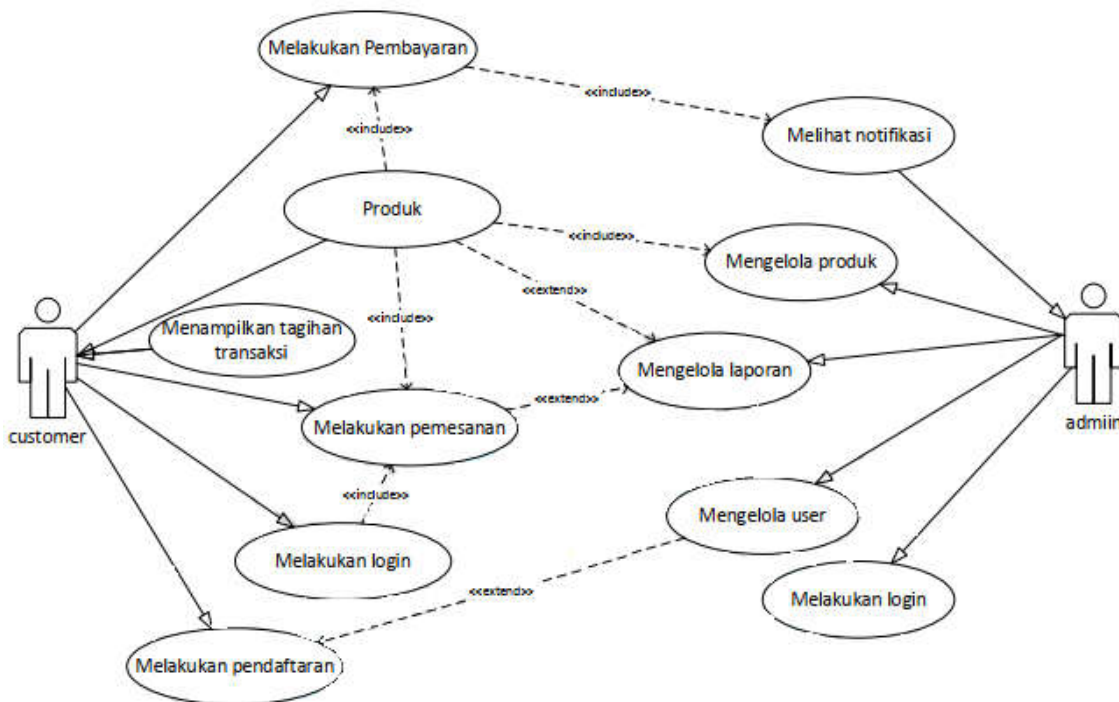 Melakukan Pembayaran
<<include>>
Melihat notifikasi
<<include>>
Produk
<<include>>
Mengelola produk
<<extend>>
<<include>>
Menampilkan tagihan
transaksi
Mengelola laporan
<<extend>>
Melakukan pemesanan
customer
admiin
<<include>>
Mengelola user
Melakukan login
<<extend>>
Melakukan login
Melakukan pendaftaran